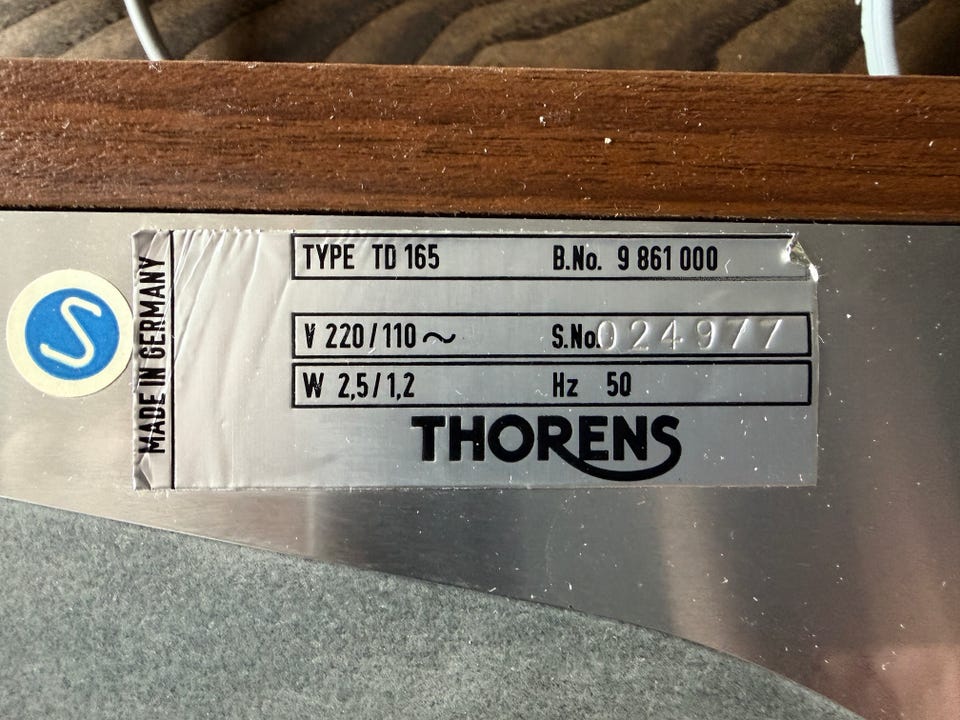 MADE IN GERMANY
TYPE TD 165 B.No. 9 861 000
V 220/110 ~ S.No. 024977
W 2,5/1,2 Hz 50
THORENS
S